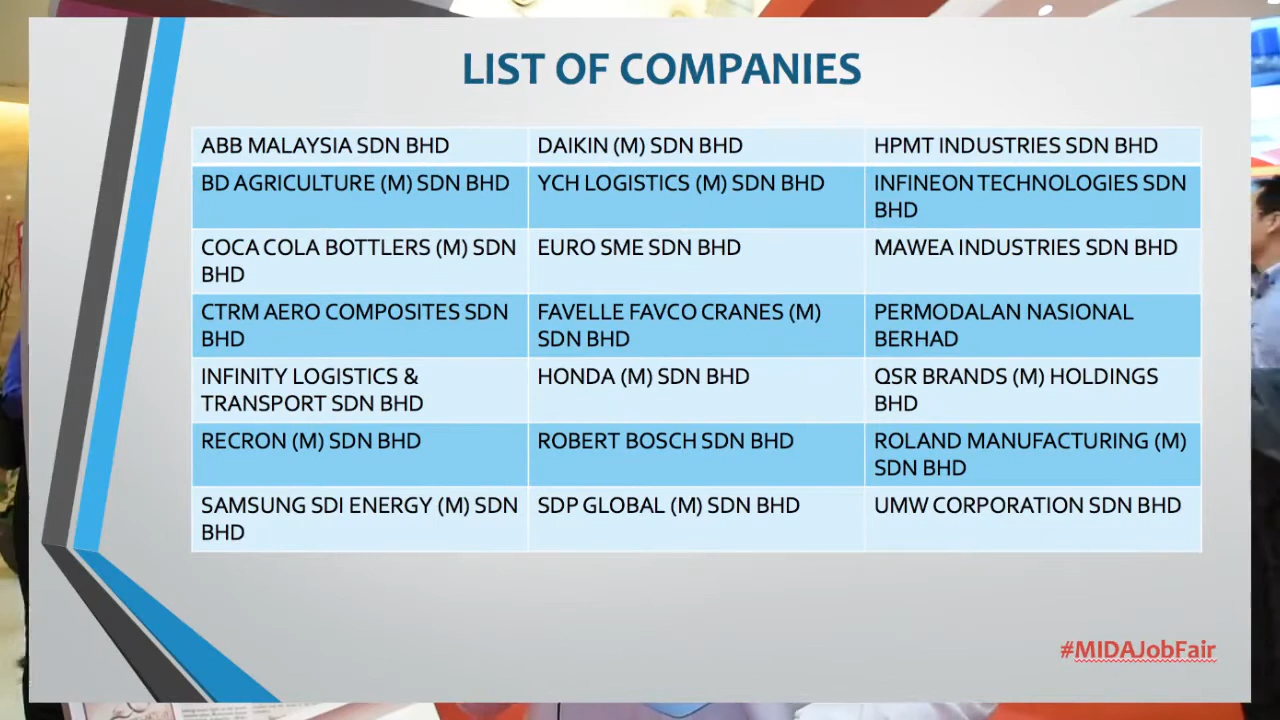 LIST OF COMPANIES
ABB MALAYSIA SDN BHD
DAIKIN (M) SDN BHD
HPMT INDUSTRIES SDN BHD
BD AGRICULTURE (M) SDN BHD
YCH LOGISTICS (M) SDN BHD
INFINEON TECHNOLOGIES SDN
BHD
COCA COLA BOTTLERS (M) SDN
BHD
EURO SME SDN BHD
MAWEA INDUSTRIES SDN BHD
CTRM AERO COMPOSITES SDN
BHD
FAVELLE FAVCO CRANES (M)
SDN BHD
PERMODALAN NASIONAL
BERHAD
INFINITY LOGISTICS &
TRANSPORT SDN BHD
HONDA (M) SDN BHD
QSR BRANDS (M) HOLDINGS
BHD
RECRON (M) SDN BHD
ROBERT BOSCH SDN BHD
ROLAND MANUFACTURING (M)
SDN BHD
SAMSUNG SDI ENERGY (M) SDN
BHD
SDP GLOBAL (M) SDN BHD
UMW CORPORATION SDN BHD
#MIDAJobFair